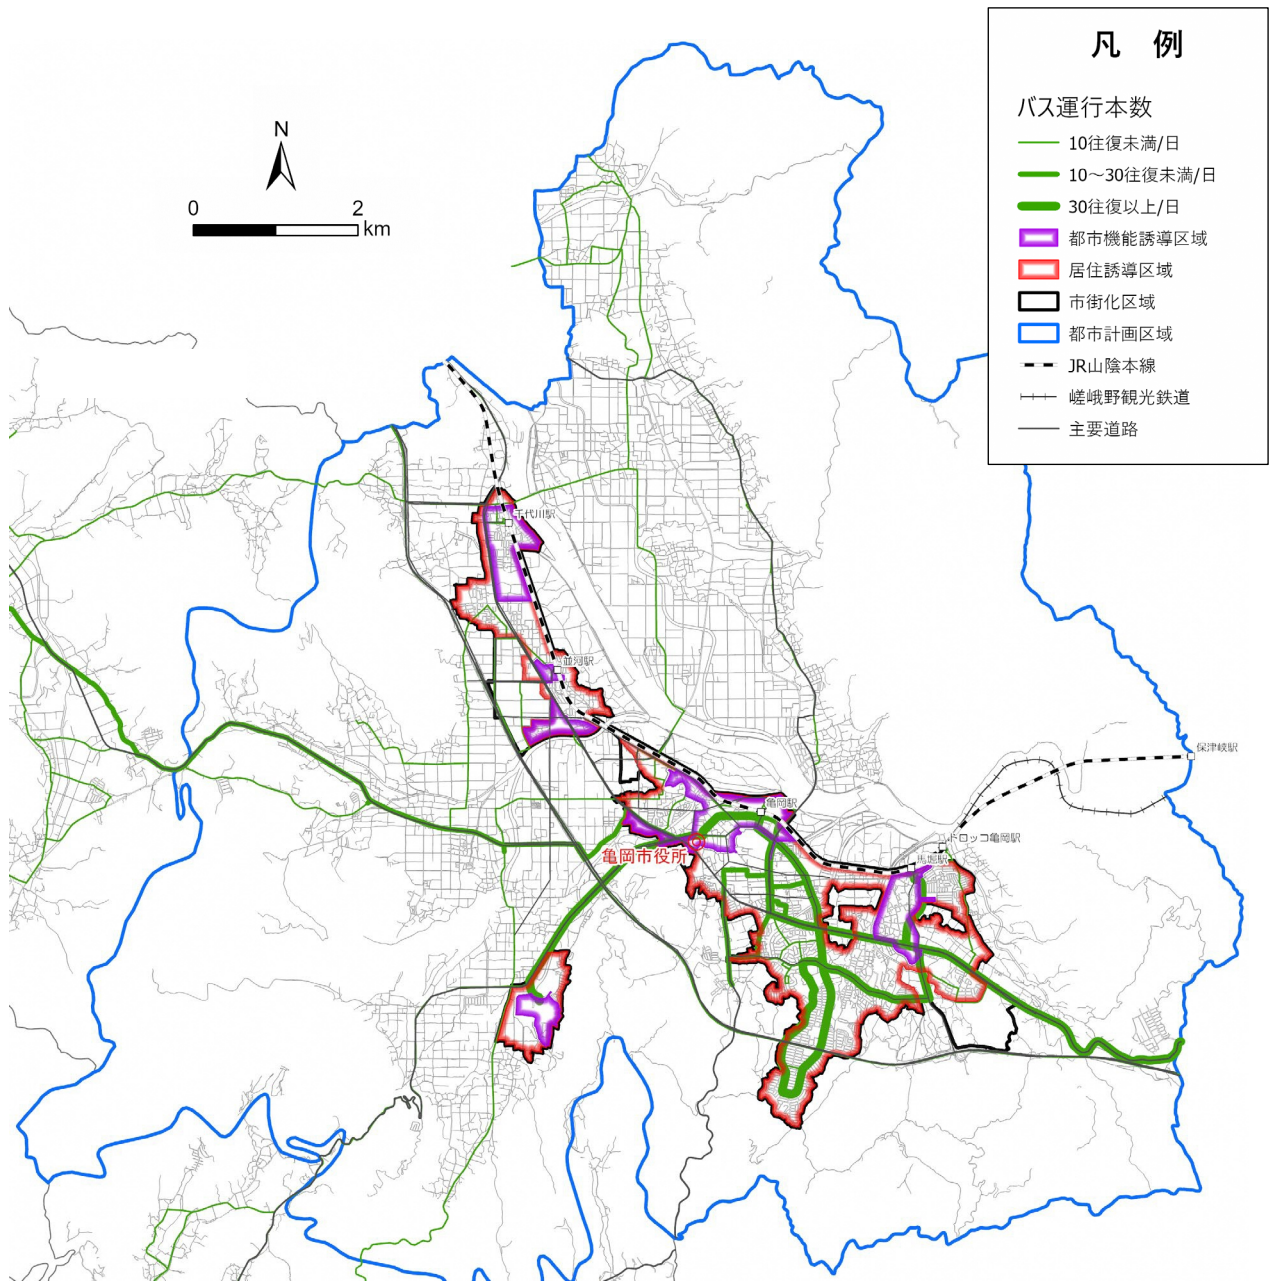 凡 例
バス運行本数
10往復未満/日
10～30往復未満/日
30往復以上/日
都市機能誘導区域
居住誘導区域
市街化区域
都市計画区域
JR山陰本線
嵯峨野観光鉄道
主要道路
N
0 2
km
千代川駅
並河駅
保津峡駅
亀岡駅
トロッコ亀岡駅
亀岡市役所
馬堀駅